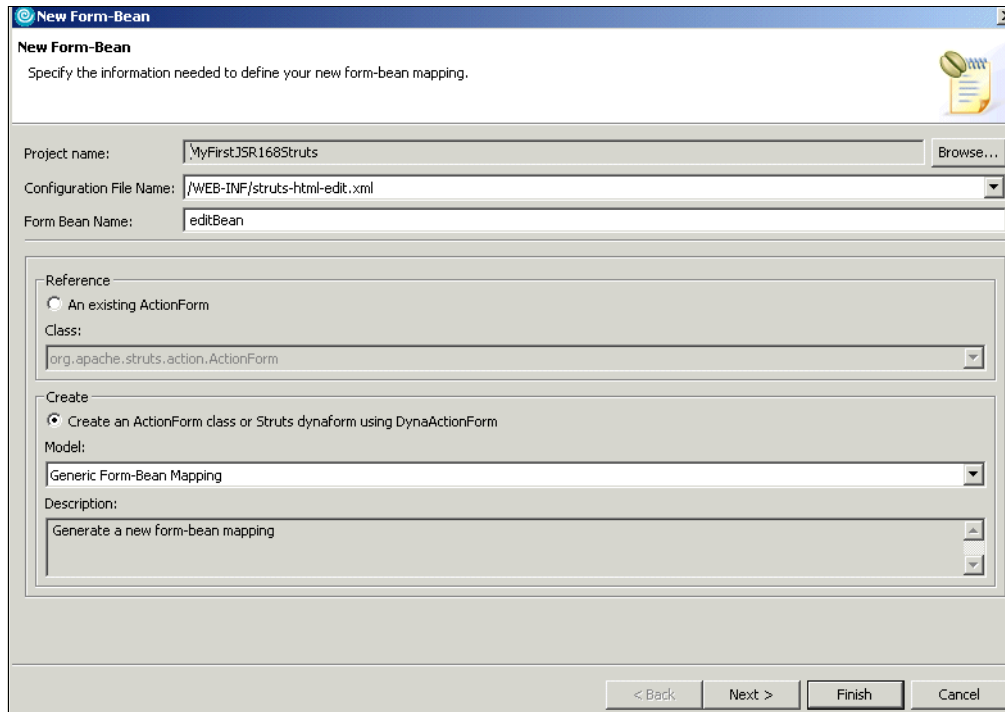 New Form-Bean
New Form-Bean
Specify the information needed to define your new form-bean mapping.
Project name: MyFirstJSR168Struts Browse...
Configuration File Name: /WEB-INF/struts-html-edit.xml
Form Bean Name: editBean
Reference
An existing ActionForm
Class:
org.apache.struts.action.ActionForm
Create
Create an ActionForm class or Struts dynaform using DynaActionForm
Model:
Generic Form-Bean Mapping
Description:
Generate a new form-bean mapping
< Back Next > Finish Cancel